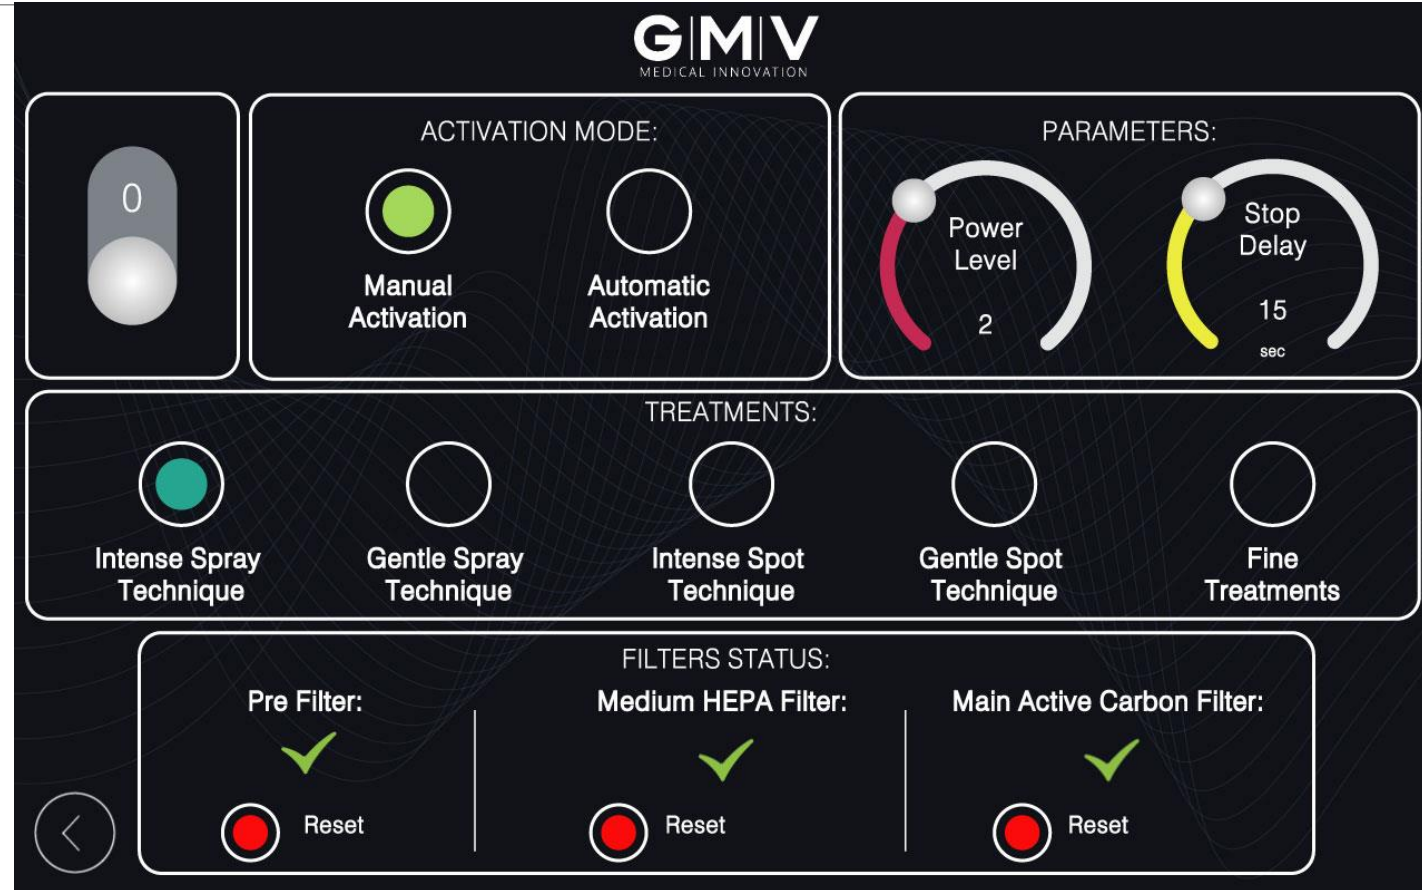 G|M|V
MEDICAL INNOVATION
0
ACTIVATION MODE:
Manual
Activation
Automatic
Activation
PARAMETERS:
Power
Level
2
Stop
Delay
15
sec
TREATMENTS:
Intense Spray
Technique
Gentle Spray
Technique
Intense Spot
Technique
Gentle Spot
Technique
Fine
Treatments
FILTERS STATUS:
Pre Filter:
Reset
Medium HEPA Filter:
Reset
Main Active Carbon Filter:
Reset